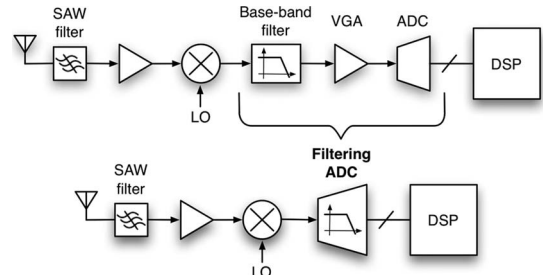 SAW
filter
Base-band
filter
VGA
ADC
DSP
LO
Filtering
ADC
SAW
filter
DSP
LO